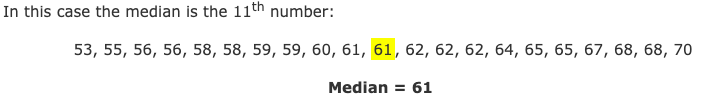 In this case the median is the 11th number:
53, 55, 56, 56, 58, 58, 59, 59, 60, 61, 61, 62, 62, 62, 64, 65, 65, 67, 68, 68, 70
Median = 61